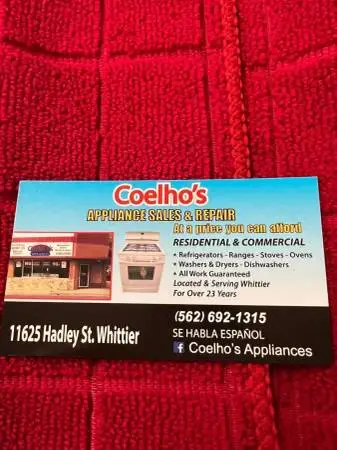 Coelho's
APPLIANCE SALES & REPAIR
At a price you can afford
RESIDENTIAL & COMMERCIAL
• Refrigerators - Ranges - Stoves - Ovens
• Washers & Dryers - Dishwashers
• All Work Guaranteed
Located & Serving Whittier
For Over 23 Years
(562) 692-1315
11625 Hadley St. Whittier
SE HABLA ESPAÑOL
f Coelho's Appliances